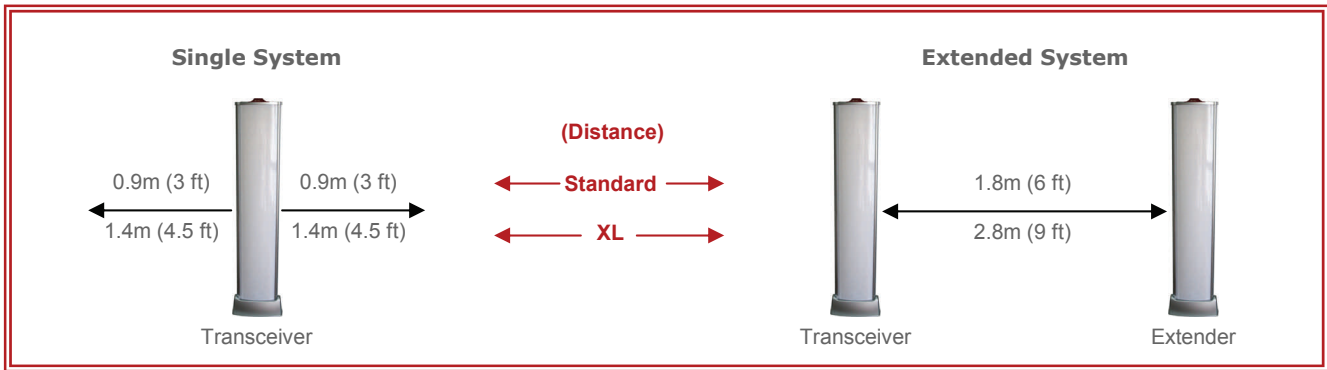 Single System
0.9m (3 ft)
0.9m (3 ft)
1.4m (4.5 ft)
1.4m (4.5 ft)
Transceiver
(Distance)
Standard
XL
Extended System
1.8m (6 ft)
2.8m (9 ft)
Transceiver
Extender